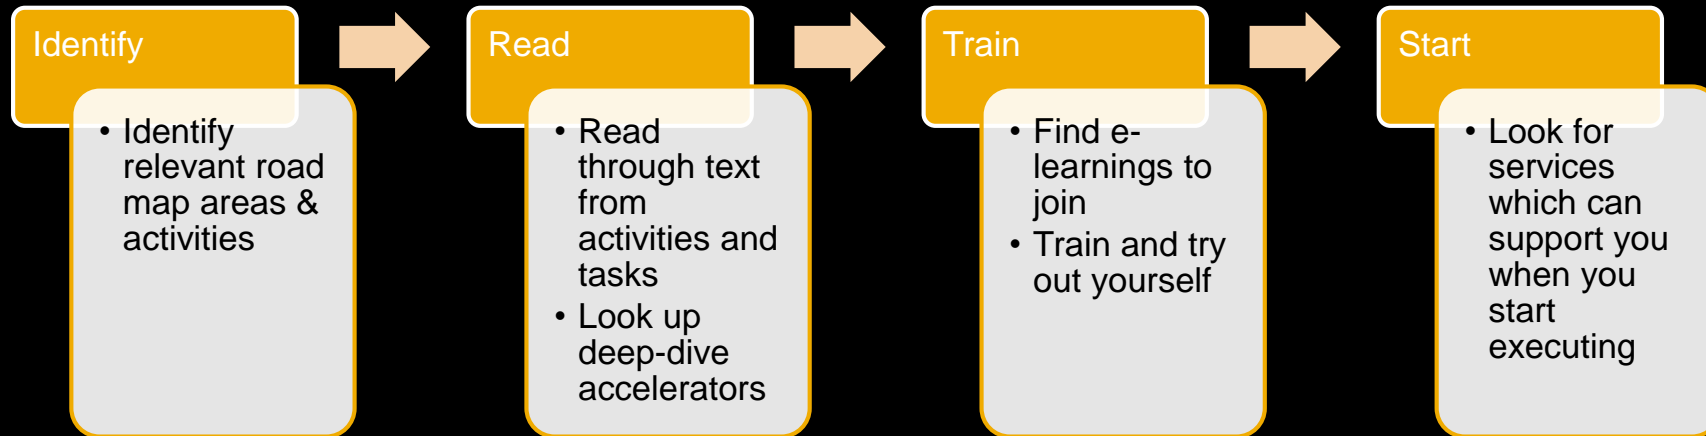 Identify
• Identify
relevant road
map areas &
activities
Read
• Read
through text
from
activities and
tasks
• Look up
deep-dive
accelerators
Train
• Find e-
learnings to
join
• Train and try
out yourself
Start
• Look for
services
which can
support you
when you
start
executing